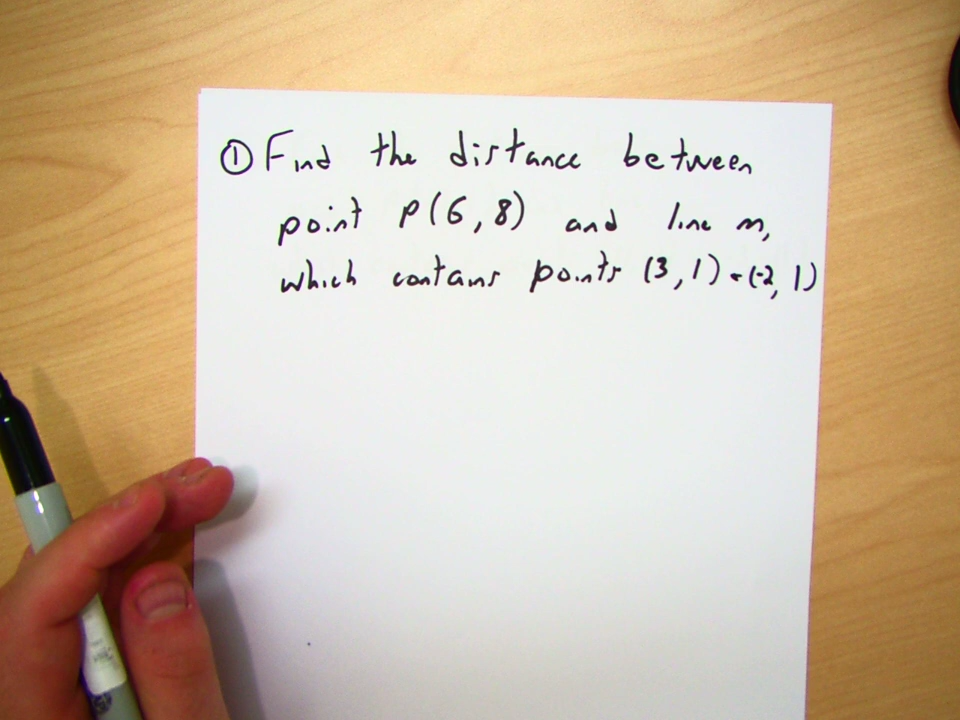 ① Find the distance between
point P(6, 8) and line m,
which contains points (3, 1) + (-2, 1)